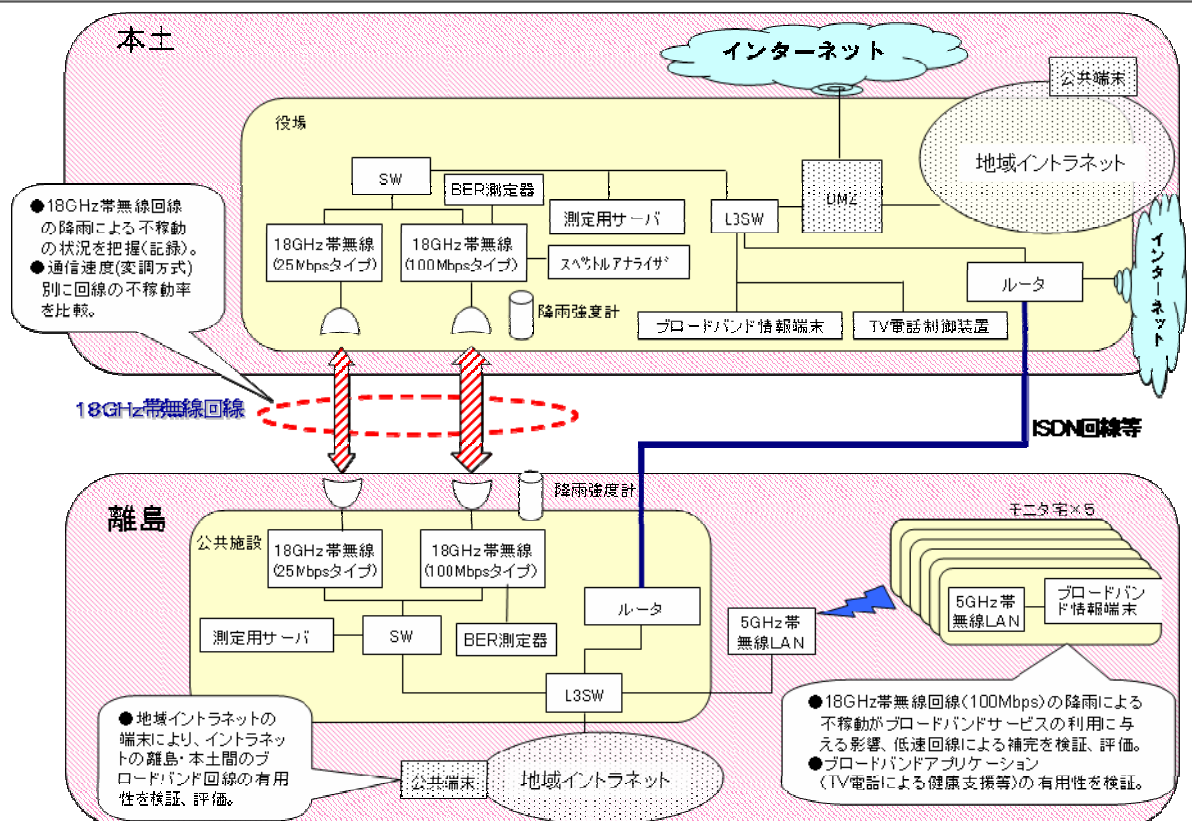 本土
インターネット
公共端末
役場
地域イントラネット
SW
BER測定器
DMZ
測定用サーバ
L3SW
●18GHz帯無線回線
の降雨による不稼動
の状況を把握(記録)。
●通信速度(変調方式)
別に回線の不稼動率
を比較。
18GHz帯無線
(25Mbpsタイプ)
18GHz帯無線
(100Mbpsタイプ)
スペクトルアナライザ
インターネット
ルータ
降雨強度計
ブロードバンド情報端末
TV電話制御装置
18GHz帯無線回線
ISDN回線等
降雨強度計
離島
モニタ宅×5
公共施設
18GHz帯無線
(25Mbpsタイプ)
18GHz帯無線
(100Mbpsタイプ)
ルータ
5GHz帯
無線LAN
ブロードバン
ド情報端末
5GHz帯
無線LAN
測定用サーバ
SW
BER測定器
L3SW
●地域イントラネットの
端末により、イントラネッ
トの離島・本土間のブ
ロードバンド回線の有用
性を検証、評価。
●18GHz帯無線回線(100Mbps)の降雨による
不稼動がブロードバンドサービスの利用に与
える影響、低速回線による補完を検証、評価。
●ブロードバンドアプリケーション
(TV電話による健康支援等)の有用性を検証。
公共端末
地域イントラネット